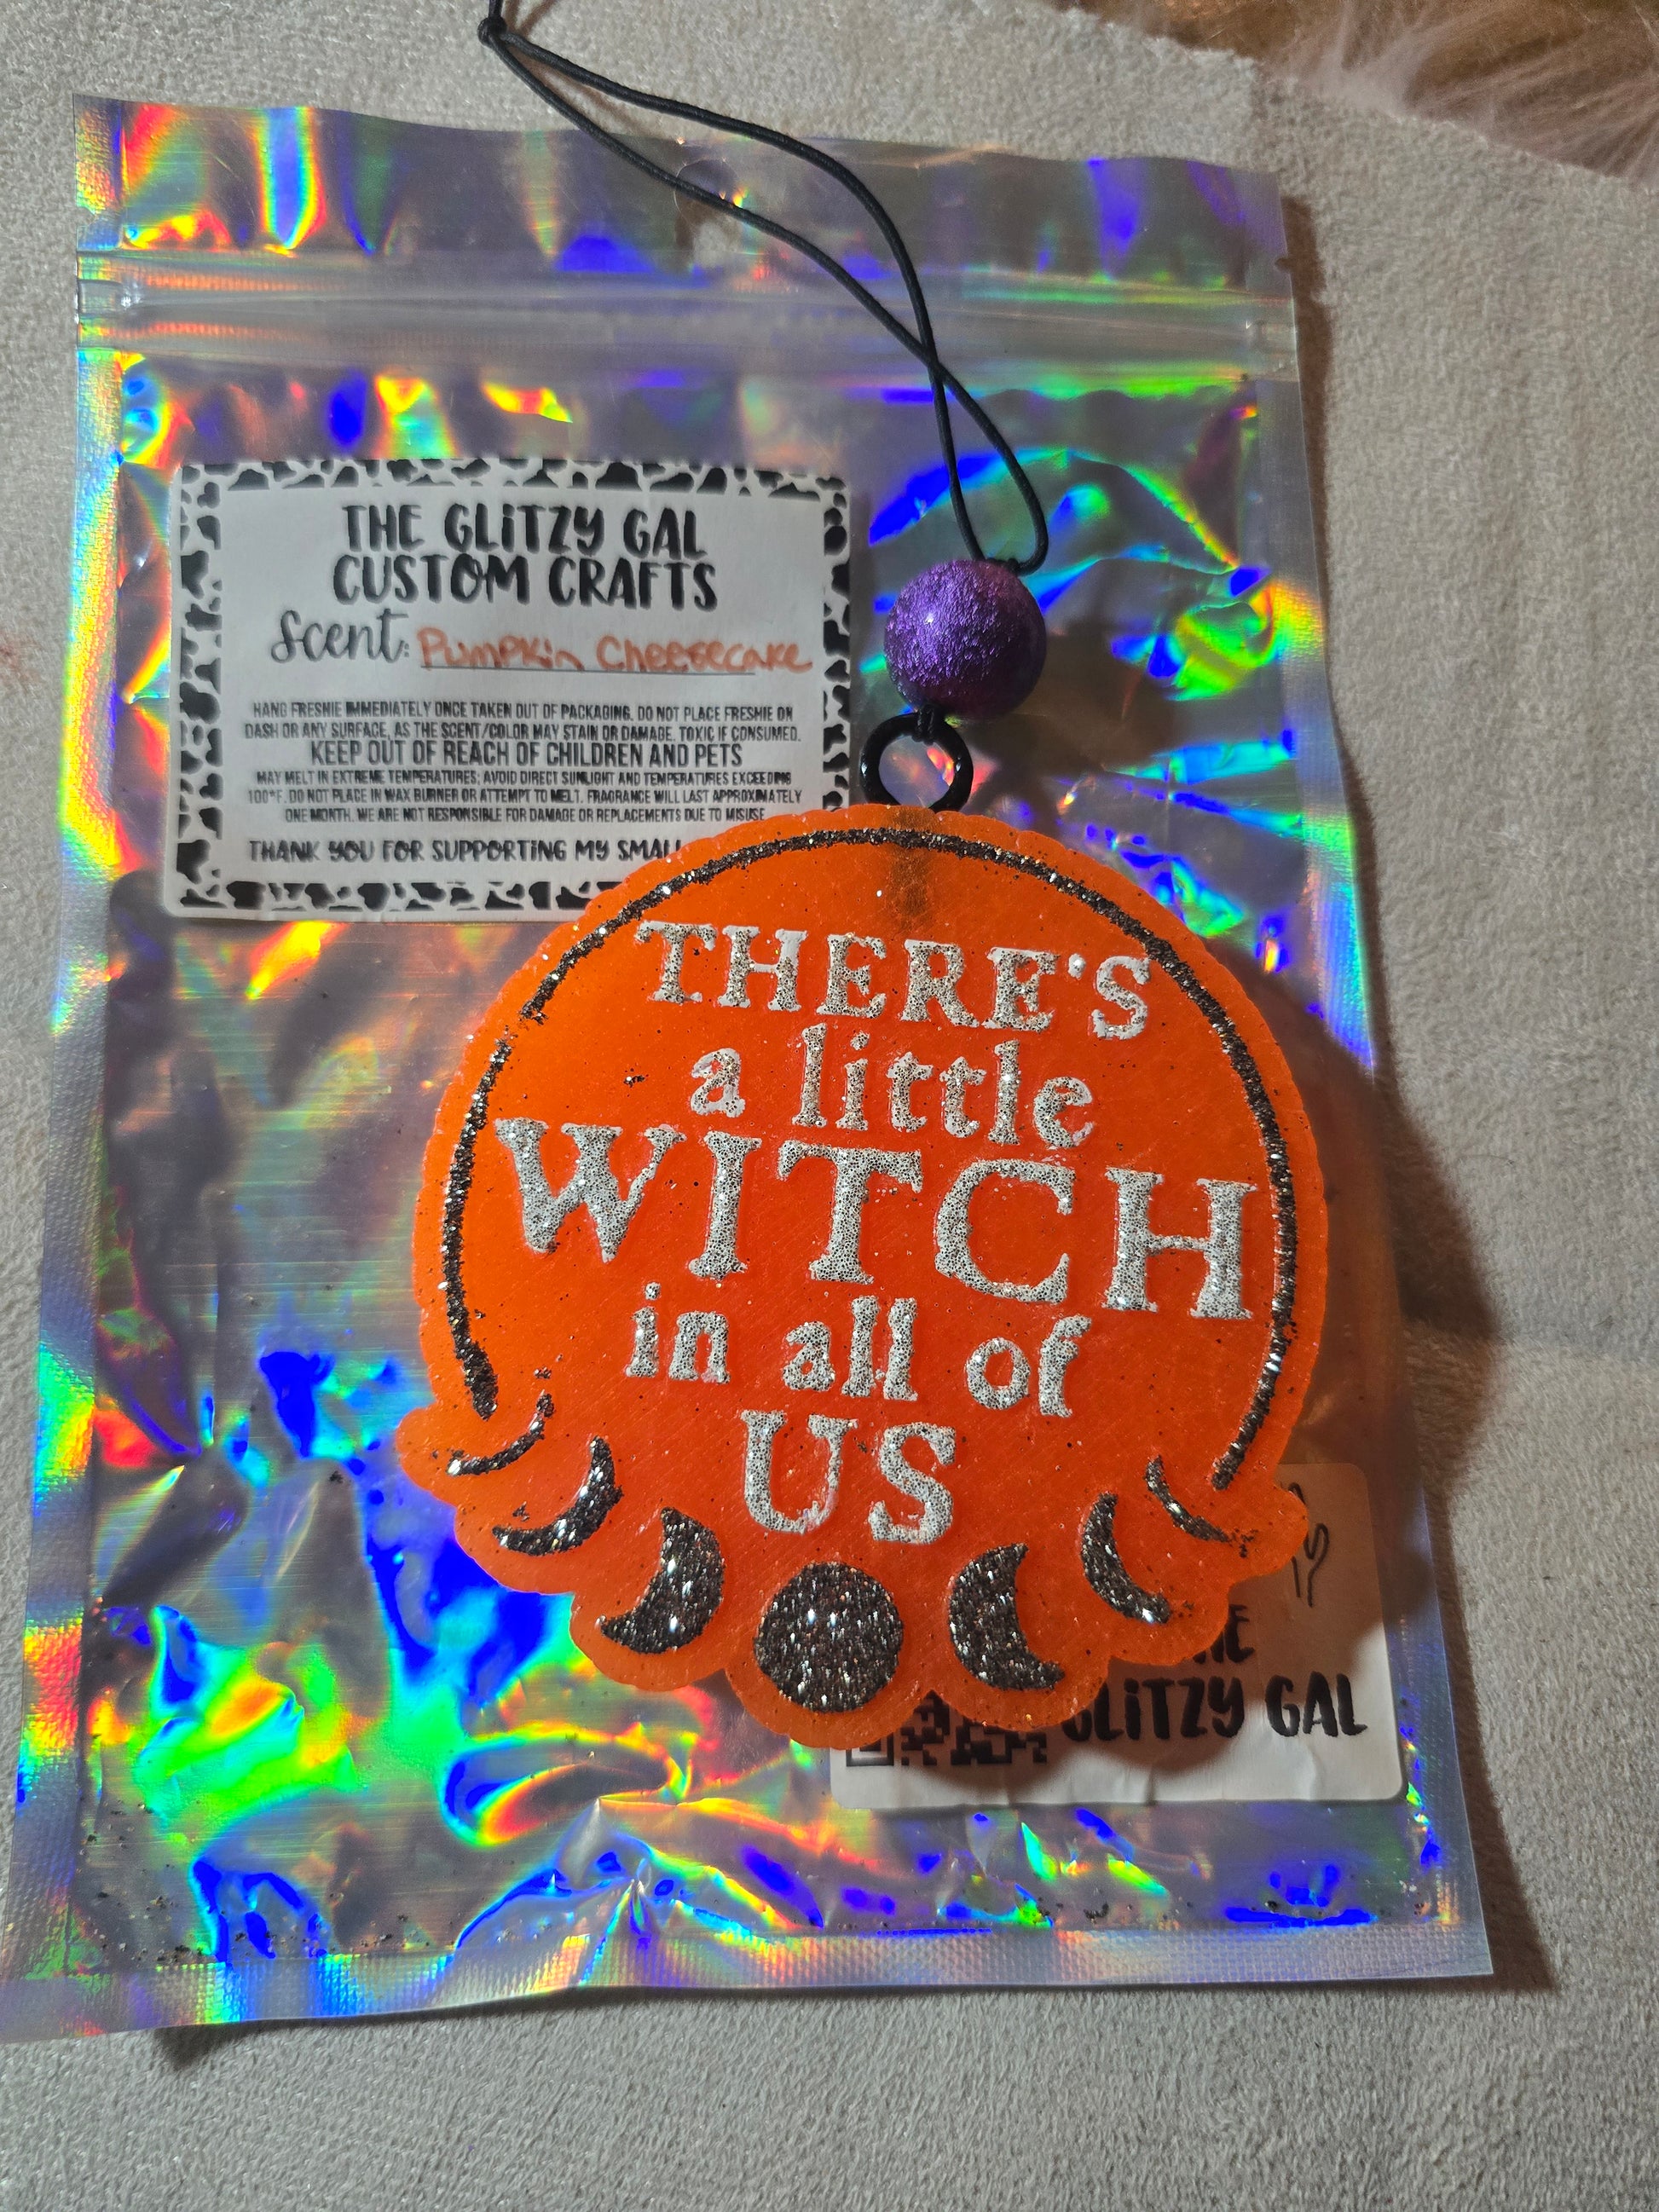 THE GLITZY GAL
CUSTOM CRAFTS
Scent: Pumpkin Cheesecake
HANG FRESHIE IMMEDIATELY ONCE TAKEN OUT OF PACKAGING. DO NOT PLACE FRESHIE ON
DASH OR ANY SURFACE, AS THE SCENT/COLOR MAY STAIN OR DAMAGE. TOXIC IF CONSUMED.
KEEP OUT OF REACH OF CHILDREN AND PETS
MAY MELT IN EXTREME TEMPERATURES; AVOID DIRECT SUNLIGHT AND TEMPERATURES EXCEEDING
100°F. DO NOT PLACE IN WAX BURNER OR ATTEMPT TO MELT. FRAGRANCE WILL LAST APPROXIMATELY
ONE MONTH. WE ARE NOT RESPONSIBLE FOR DAMAGE OR REPLACEMENTS DUE TO MISUSE
THANK YOU FOR SUPPORTING MY SMALL
THERE'S
a little
WITCH
in all of
US
GLITZY GAL